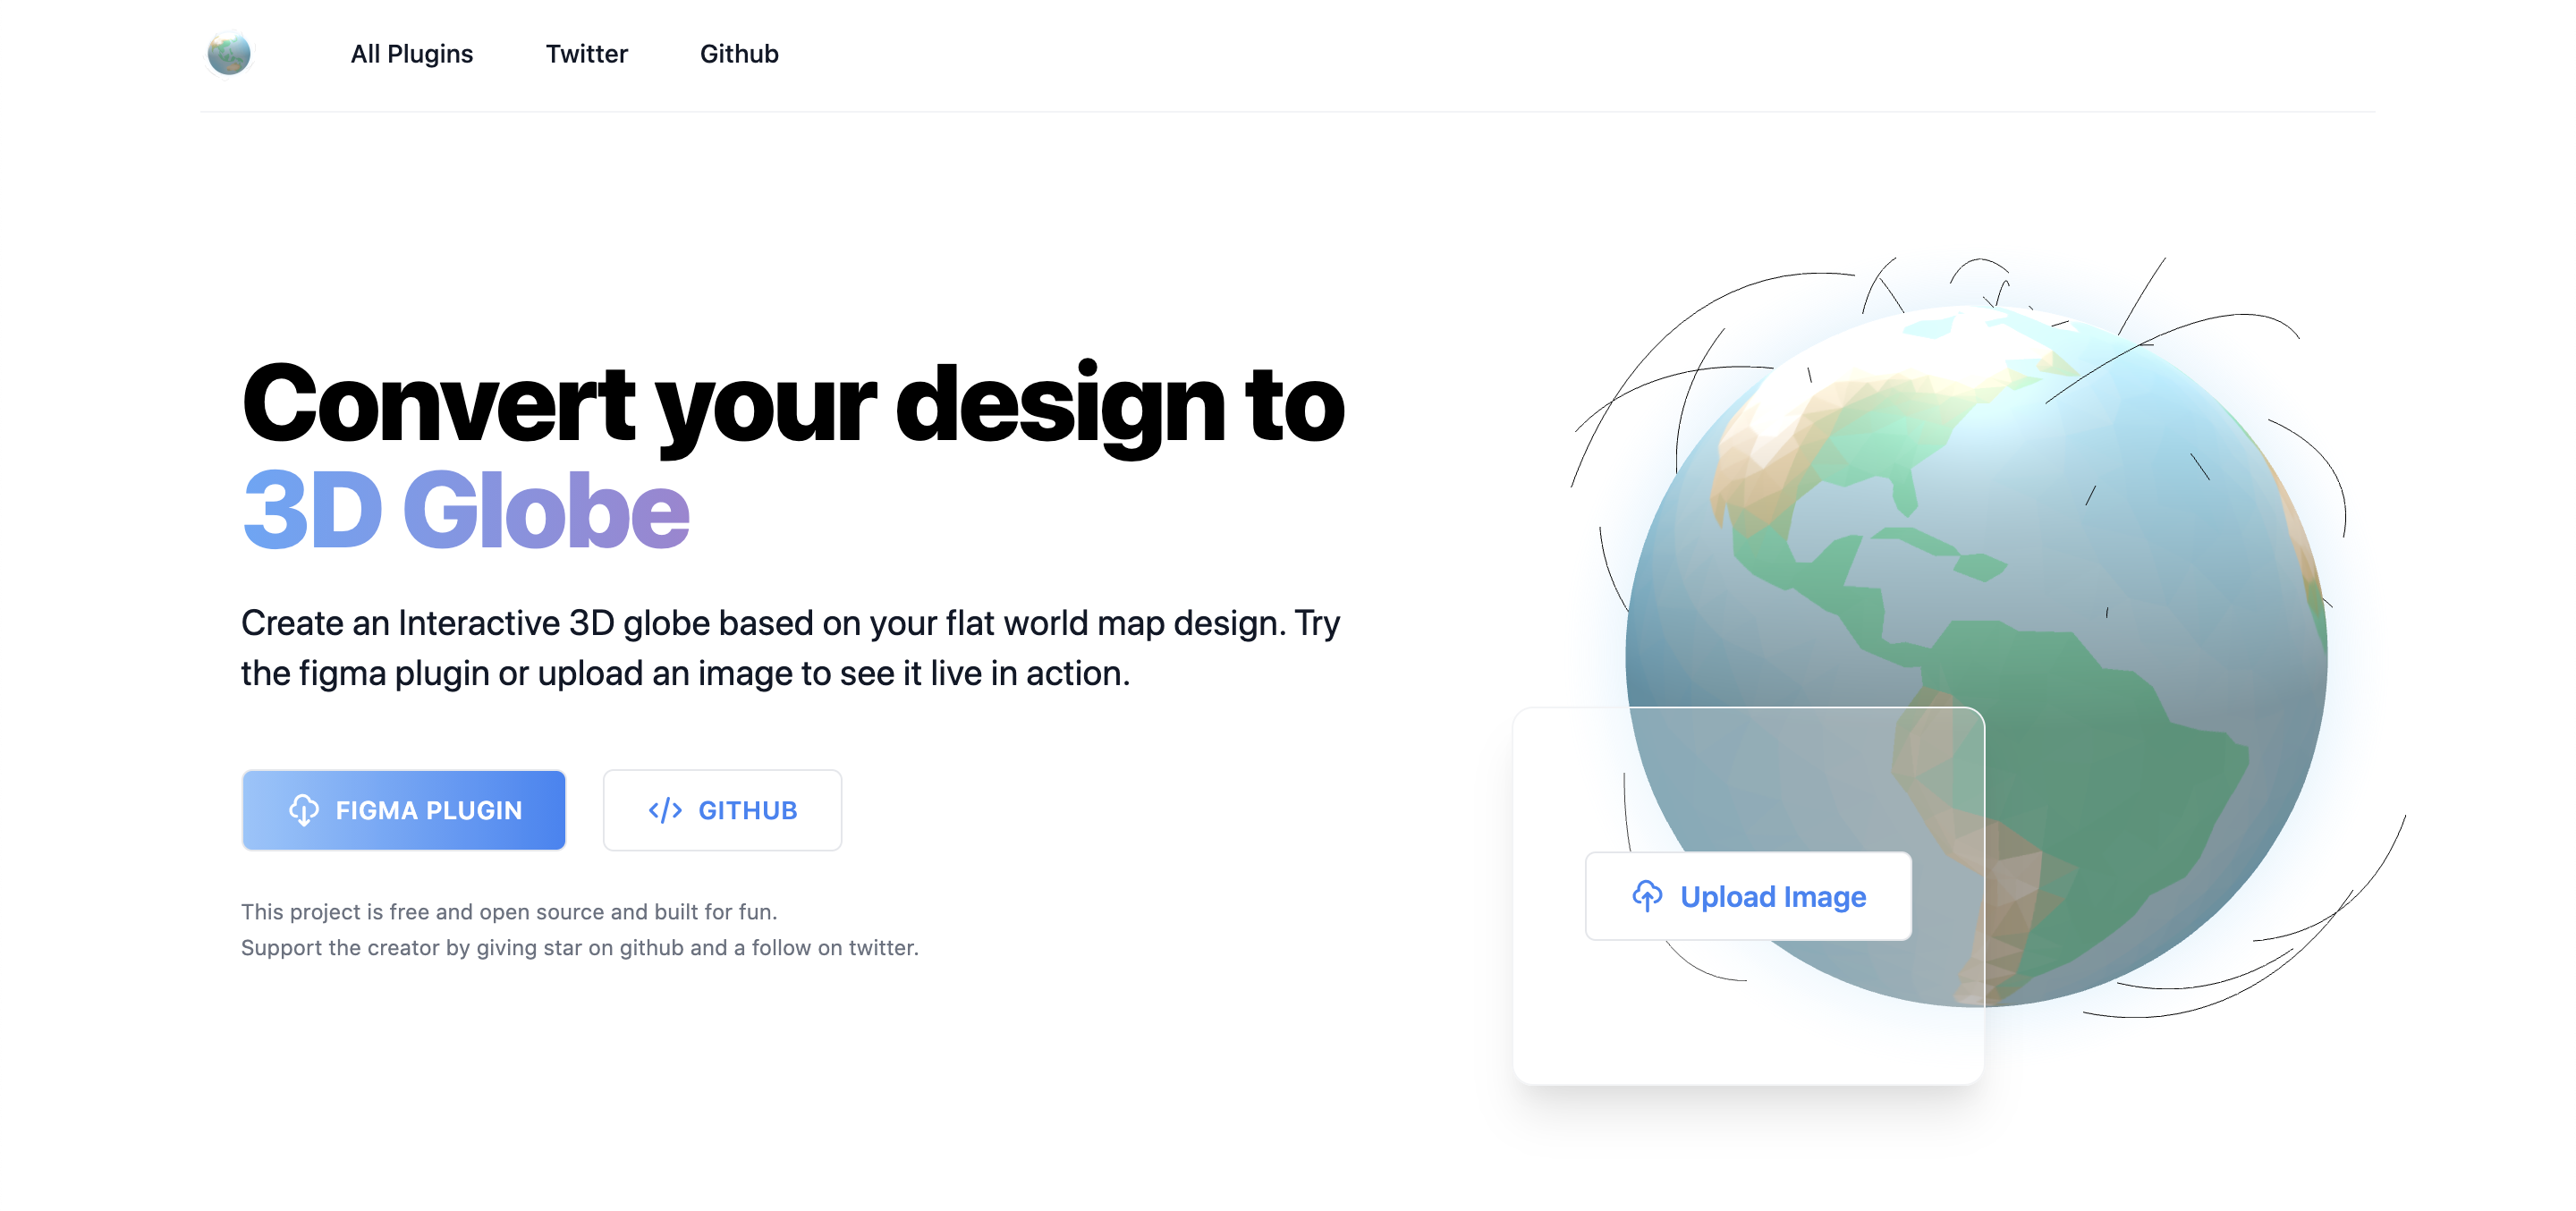 All Plugins
Twitter
Github
Convert your design to
3D Globe
Create an Interactive 3D globe based on your flat world map design. Try
the figma plugin or upload an image to see it live in action.
FIGMA PLUGIN
</> GITHUB
This project is free and open source and built for fun.
Support the creator by giving star on github and a follow on twitter.
Upload Image